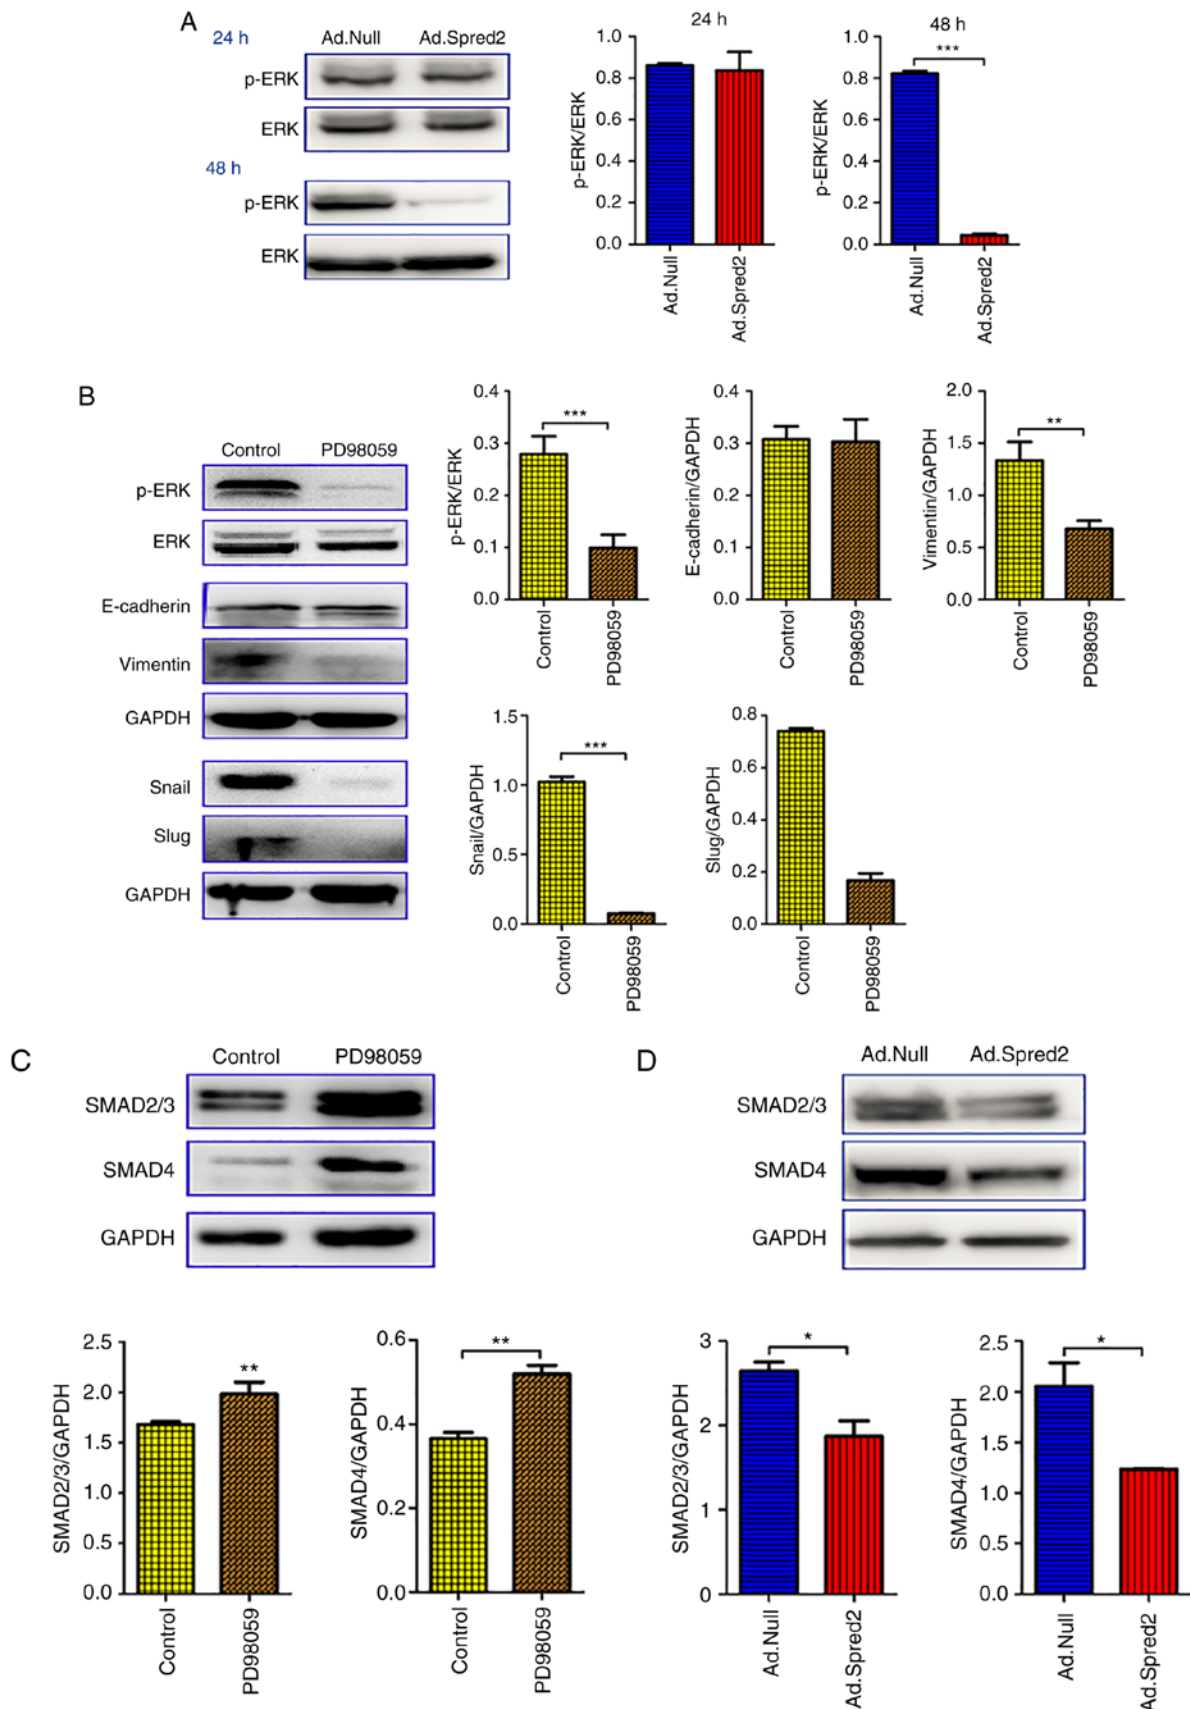 A
24 h
Ad.Null Ad.Spred2
p-ERK
ERK
48 h
p-ERK
ERK
24 h
p-ERK/ERK
1.0
0.8
0.6
0.4
0.2
0.0
Ad.Null
Ad.Spred2
48 h
p-ERK/ERK
1.0
0.8
0.6
0.4
0.2
0.0
***
Ad.Null
Ad.Spred2
B
Control PD98059
p-ERK
ERK
E-cadherin
Vimentin
GAPDH
Snail
Slug
GAPDH
p-ERK/ERK
0.4
0.3
0.2
0.1
0.0
***
Control
PD98059
E-cadherin/GAPDH
0.4
0.3
0.2
0.1
0.0
Control
PD98059
Vimentin/GAPDH
2.0
1.5
1.0
0.5
0.0
**
Control
PD98059
Snail/GAPDH
1.5
1.0
0.5
0.0
***
Control
PD98059
Slug/GAPDH
0.8
0.6
0.4
0.2
0.0
Control
PD98059
C
Control PD98059
SMAD2/3
SMAD4
GAPDH
SMAD2/3/GAPDH
2.5
2.0
1.5
1.0
0.5
0.0
**
Control
PD98059
SMAD4/GAPDH
0.6
0.4
0.2
0.0
**
Control
PD98059
D
Ad.Null Ad.Spred2
SMAD2/3
SMAD4
GAPDH
SMAD2/3/GAPDH
3
2
1
0
*
Ad.Null
Ad.Spred2
SMAD4/GAPDH
2.5
2.0
1.5
1.0
0.5
0.0
*
Ad.Null
Ad.Spred2